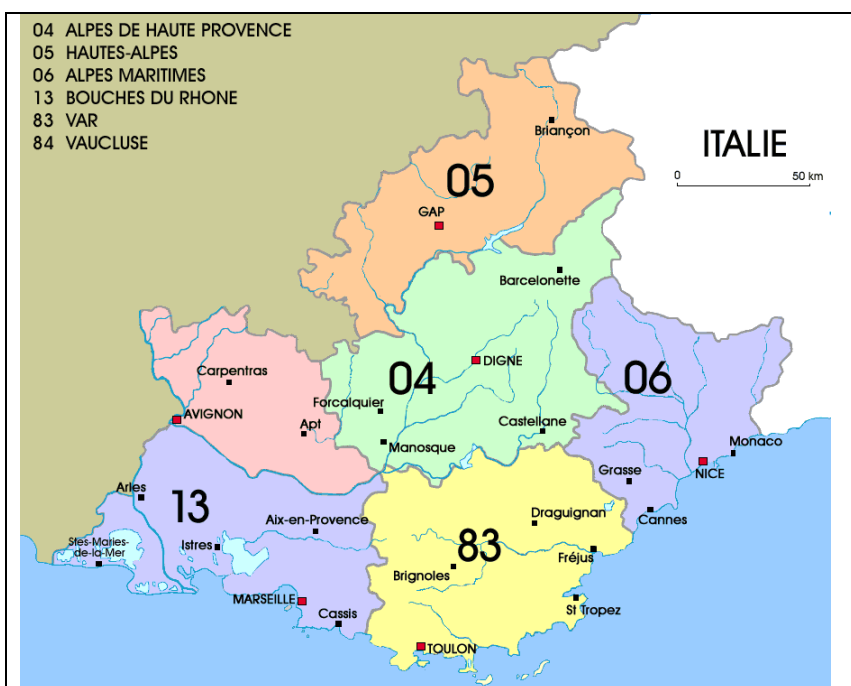 04 ALPES DE HAUTE PROVENCE
05 HAUTES-ALPES
06 ALPES MARITIMES
13 BOUCHES DU RHONE
83 VAR
84 VAUCLUSE
Briançon
ITALIE
0 50 km
05
GAP
Barcelonette
Carpentras
04
DIGNE
06
Forcalquier
AVIGNON
Apt
Castellane
Manosque
Monaco
Grasse
NICE
Arles
13
Aix-en-Provence
Draguignan
Cannes
Stes-Maries-
de-la-Mer
Istres
83
Fréjus
Brignoles
MARSEILLE
Cassis
St Tropez
TOULON